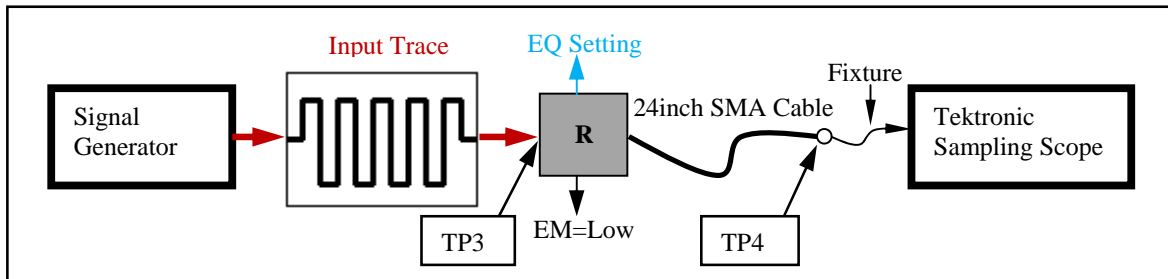 Input Trace
EQ Setting
Fixture
24inch SMA Cable
Signal
Generator
R
Tektronic
Sampling Scope
TP3
EM=Low
TP4